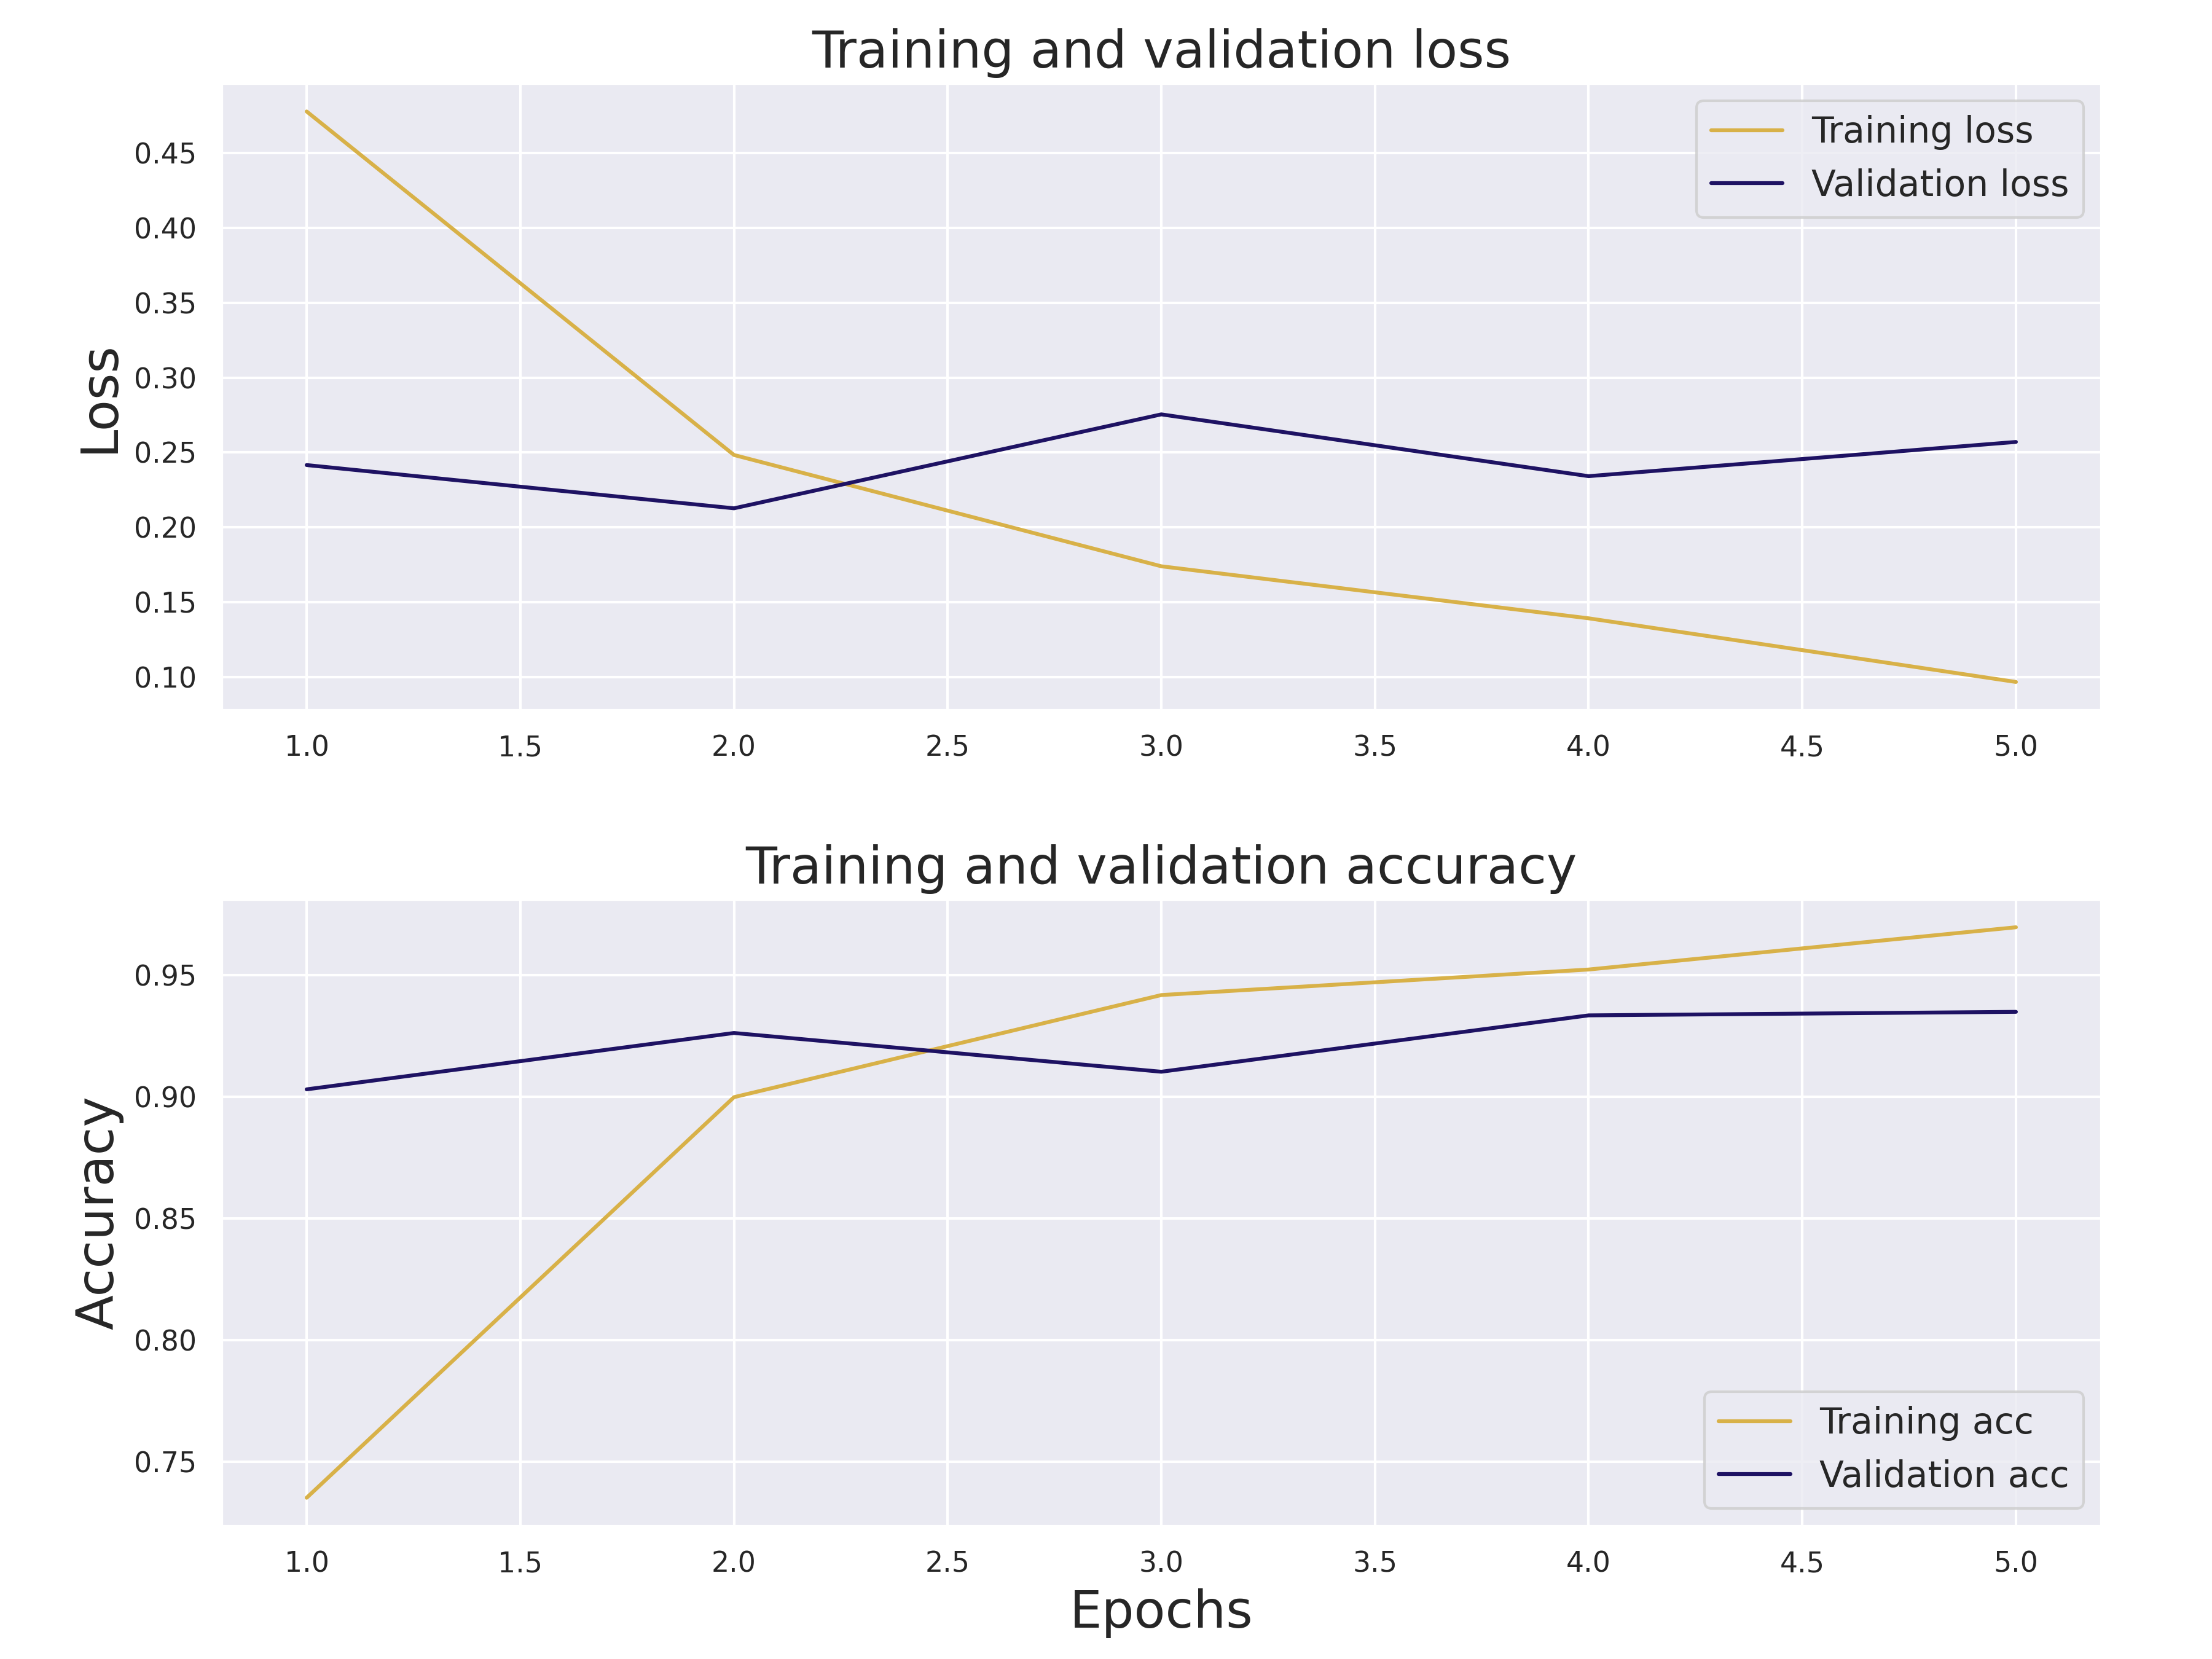 Training and validation loss
Training loss
Validation loss
Loss
0.45
0.40
0.35
0.30
0.25
0.20
0.15
0.10
1.0 1.5 2.0 2.5 3.0 3.5 4.0 4.5 5.0
Training and validation accuracy
Accuracy
0.95
0.90
0.85
0.80
0.75
Training acc
Validation acc
1.0 1.5 2.0 2.5 3.0 3.5 4.0 4.5 5.0
Epochs